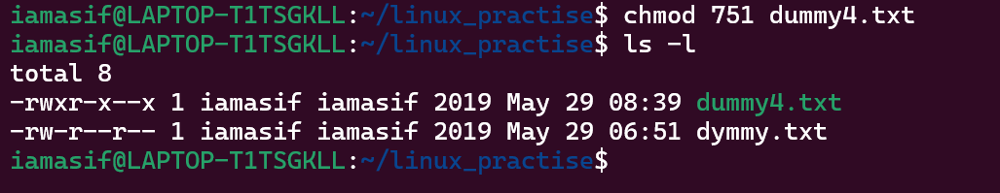 iamasif@LAPTOP-T1TSGKLL:~/linux_practise$ chmod 751 dummy4.txt
iamasif@LAPTOP-T1TSGKLL:~/linux_practise$ ls -l
total 8
-rwxr-x--x 1 iamasif iamasif 2019 May 29 08:39 dummy4.txt
-rw-r--r-- 1 iamasif iamasif 2019 May 29 06:51 dymmy.txt
iamasif@LAPTOP-T1TSGKLL:~/linux_practise$